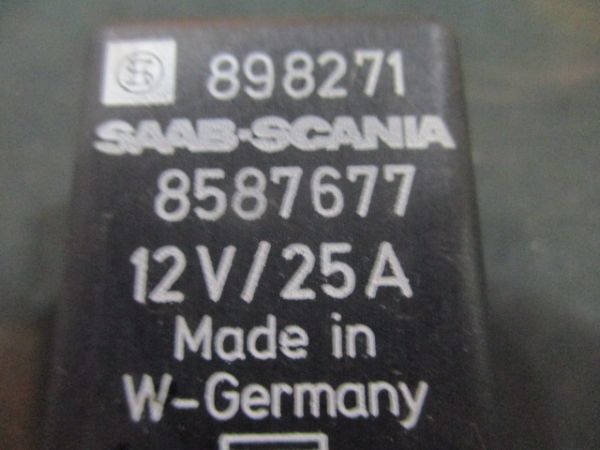 898271
SAAB-SCANIA
8587677
12V/25A
Made in
W-Germany